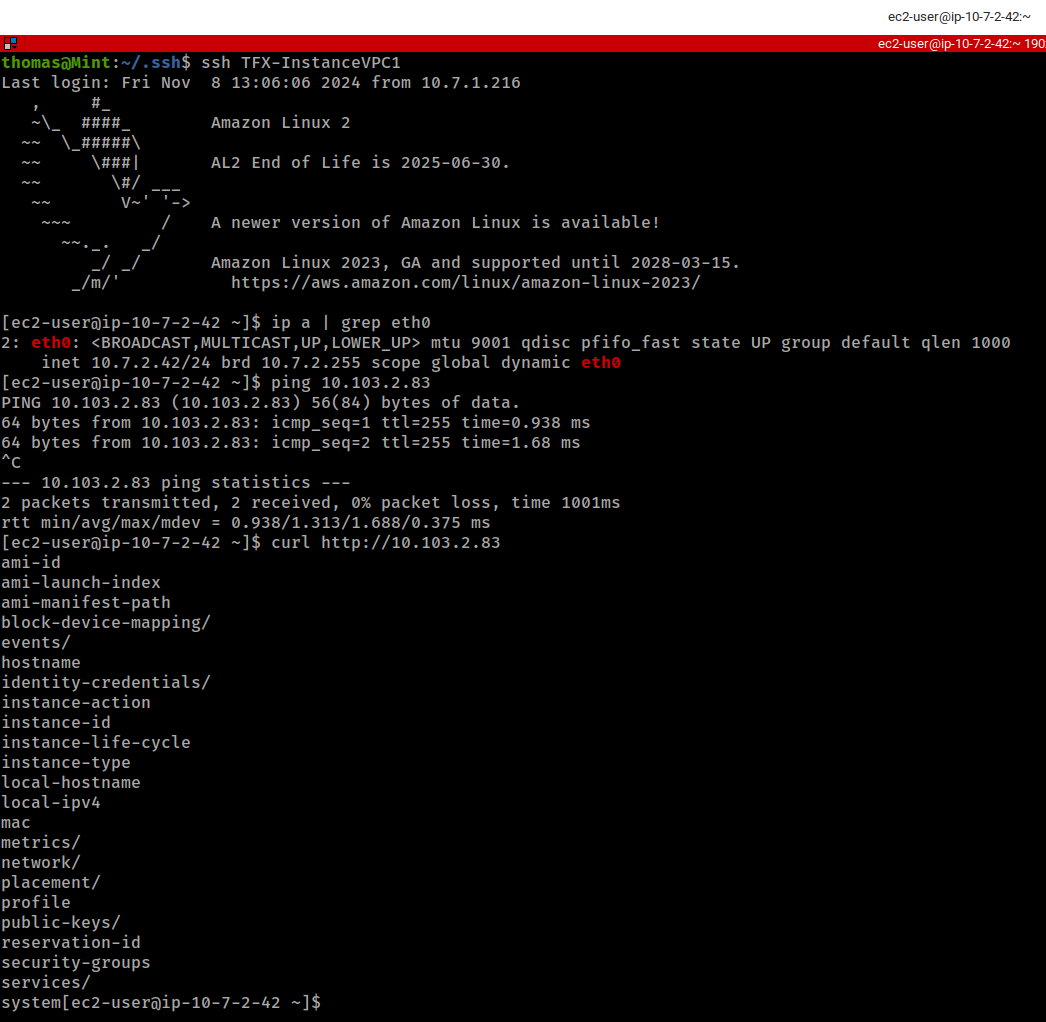 ec2-user@ip-10-7-2-42:~
ec2-user@ip-10-7-2-42:~ 190
thomas@Mint:~/.ssh$ ssh TFX-InstanceVPC1
Last login: Fri Nov  8 13:06:06 2024 from 10.7.1.216
   ,     #_
   ~\_  ####_        Amazon Linux 2
  ~~  \_#####\
  ~~     \###|       AL2 End of Life is 2025-06-30.
  ~~       \#/ ___
   ~~       V~' '->
    ~~~         /    A newer version of Amazon Linux is available!
      ~~._.   _/
         _/ _/       Amazon Linux 2023, GA and supported until 2028-03-15.
       _/m/'           https://aws.amazon.com/linux/amazon-linux-2023/
[ec2-user@ip-10-7-2-42 ~]$ ip a | grep eth0
2: eth0: <BROADCAST,MULTICAST,UP,LOWER_UP> mtu 9001 qdisc pfifo_fast state UP group default qlen 1000
    inet 10.7.2.42/24 brd 10.7.2.255 scope global dynamic eth0
[ec2-user@ip-10-7-2-42 ~]$ ping 10.103.2.83
PING 10.103.2.83 (10.103.2.83) 56(84) bytes of data.
64 bytes from 10.103.2.83: icmp_seq=1 ttl=255 time=0.938 ms
64 bytes from 10.103.2.83: icmp_seq=2 ttl=255 time=1.68 ms
^C
--- 10.103.2.83 ping statistics ---
2 packets transmitted, 2 received, 0% packet loss, time 1001ms
rtt min/avg/max/mdev = 0.938/1.313/1.688/0.375 ms
[ec2-user@ip-10-7-2-42 ~]$ curl http://10.103.2.83
ami-id
ami-launch-index
ami-manifest-path
block-device-mapping/
events/
hostname
identity-credentials/
instance-action
instance-id
instance-life-cycle
instance-type
local-hostname
local-ipv4
mac
metrics/
network/
placement/
profile
public-keys/
reservation-id
security-groups
services/
system[ec2-user@ip-10-7-2-42 ~]$